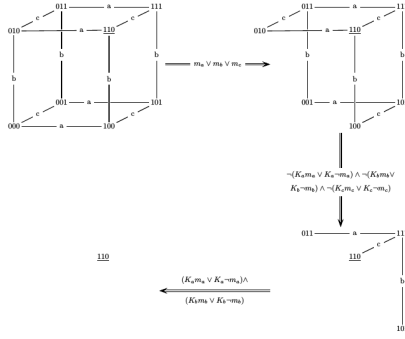 011 a 111
c c
010 a 110
b b b b
m_a ∨ m_b ∨ m_c
001 a 101
c c
000 a 100
011 a 11
c c
010 a 110
b b b
001 a 10
c
100
¬(K_a m_a ∨ K_a ¬m_a) ∧ ¬(K_b m_b ∨
K_b ¬m_b) ∧ ¬(K_c m_c ∨ K_c ¬m_c)
011 a 11
c
110
b
10
110
(K_a m_a ∨ K_a ¬m_a) ∧
(K_b m_b ∨ K_b ¬m_b)